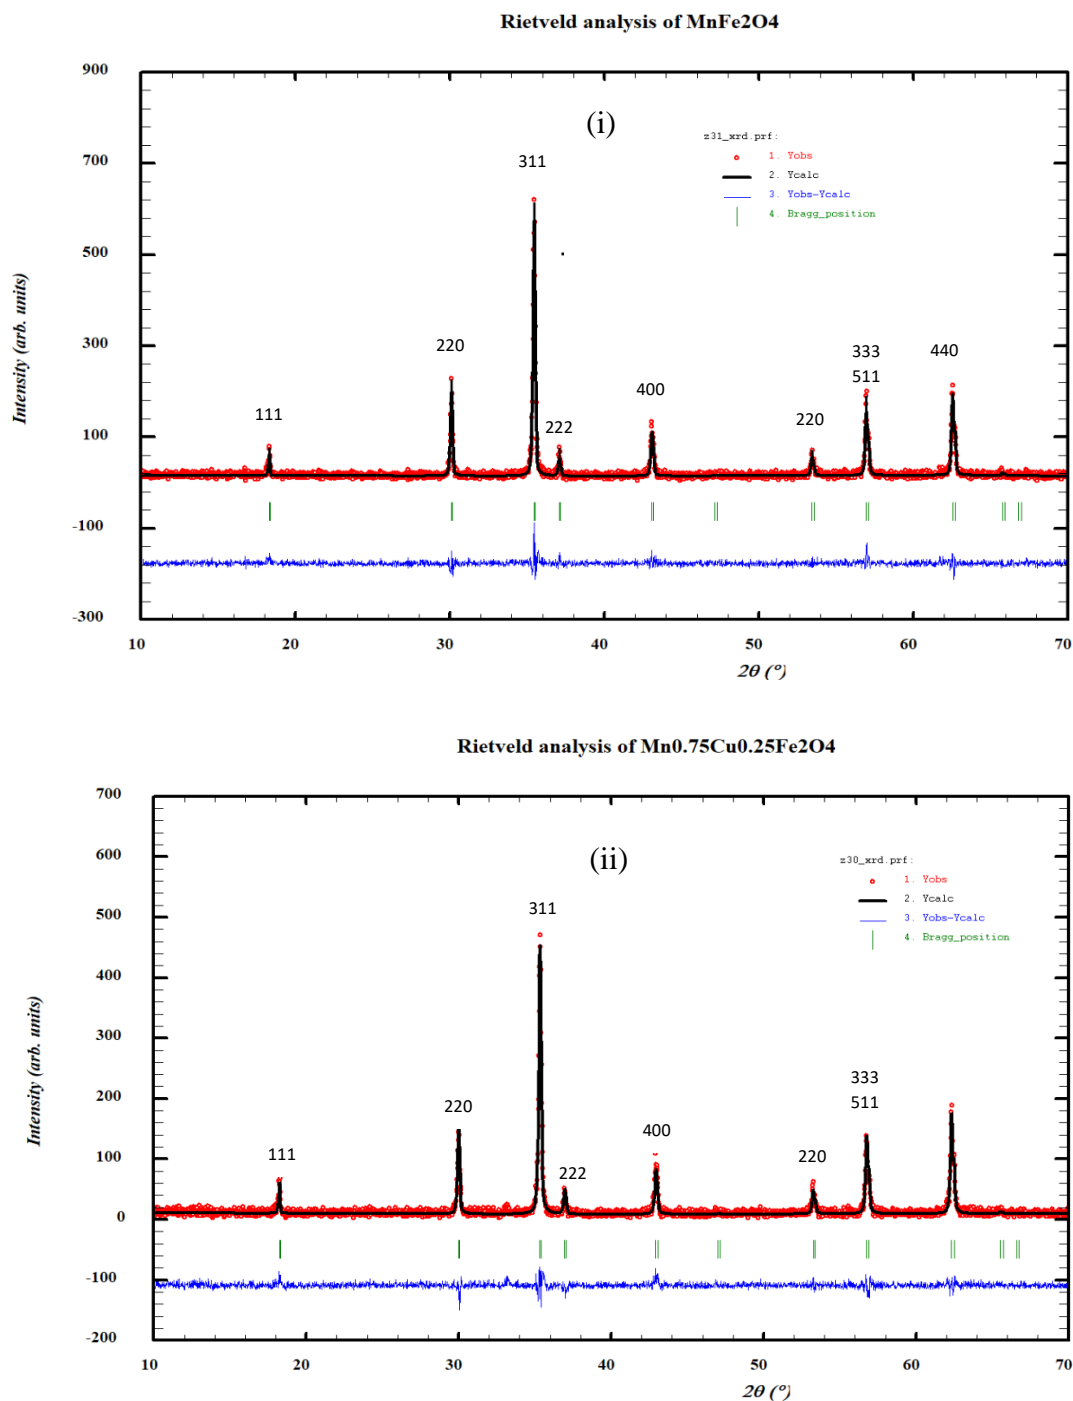 Rietveld analysis of MnFe2O4
900
700
500
300
100
-100
-300
Intensity (arb. units)
(i)
z31_xrd.prf:
1. Yobs
2. Ycalc
3. Yobs-Ycalc
4. Bragg_position
111
220
311
222
400
220
333
511
440
10
20
30
40
50
60
70
2θ (°)
Rietveld analysis of Mn0.75Cu0.25Fe2O4
700
600
500
400
300
200
100
0
-100
-200
Intensity (arb. units)
(ii)
z30_xrd.prf:
1. Yobs
2. Ycalc
3. Yobs-Ycalc
4. Bragg_position
111
220
311
222
400
220
333
511
10
20
30
40
50
60
70
2θ (°)